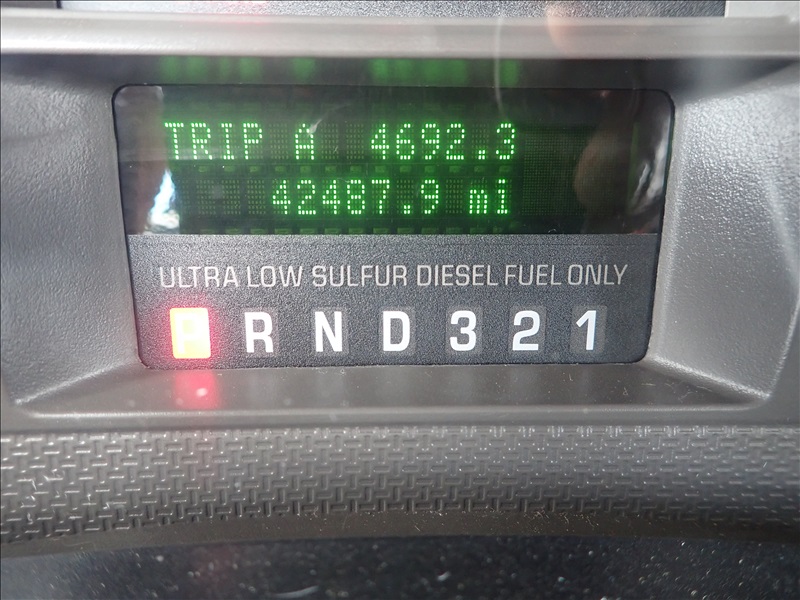 TRIP A 4692.3
42487.9 mi
ULTRA LOW SULFUR DIESEL FUEL ONLY
P R N D 3 2 1